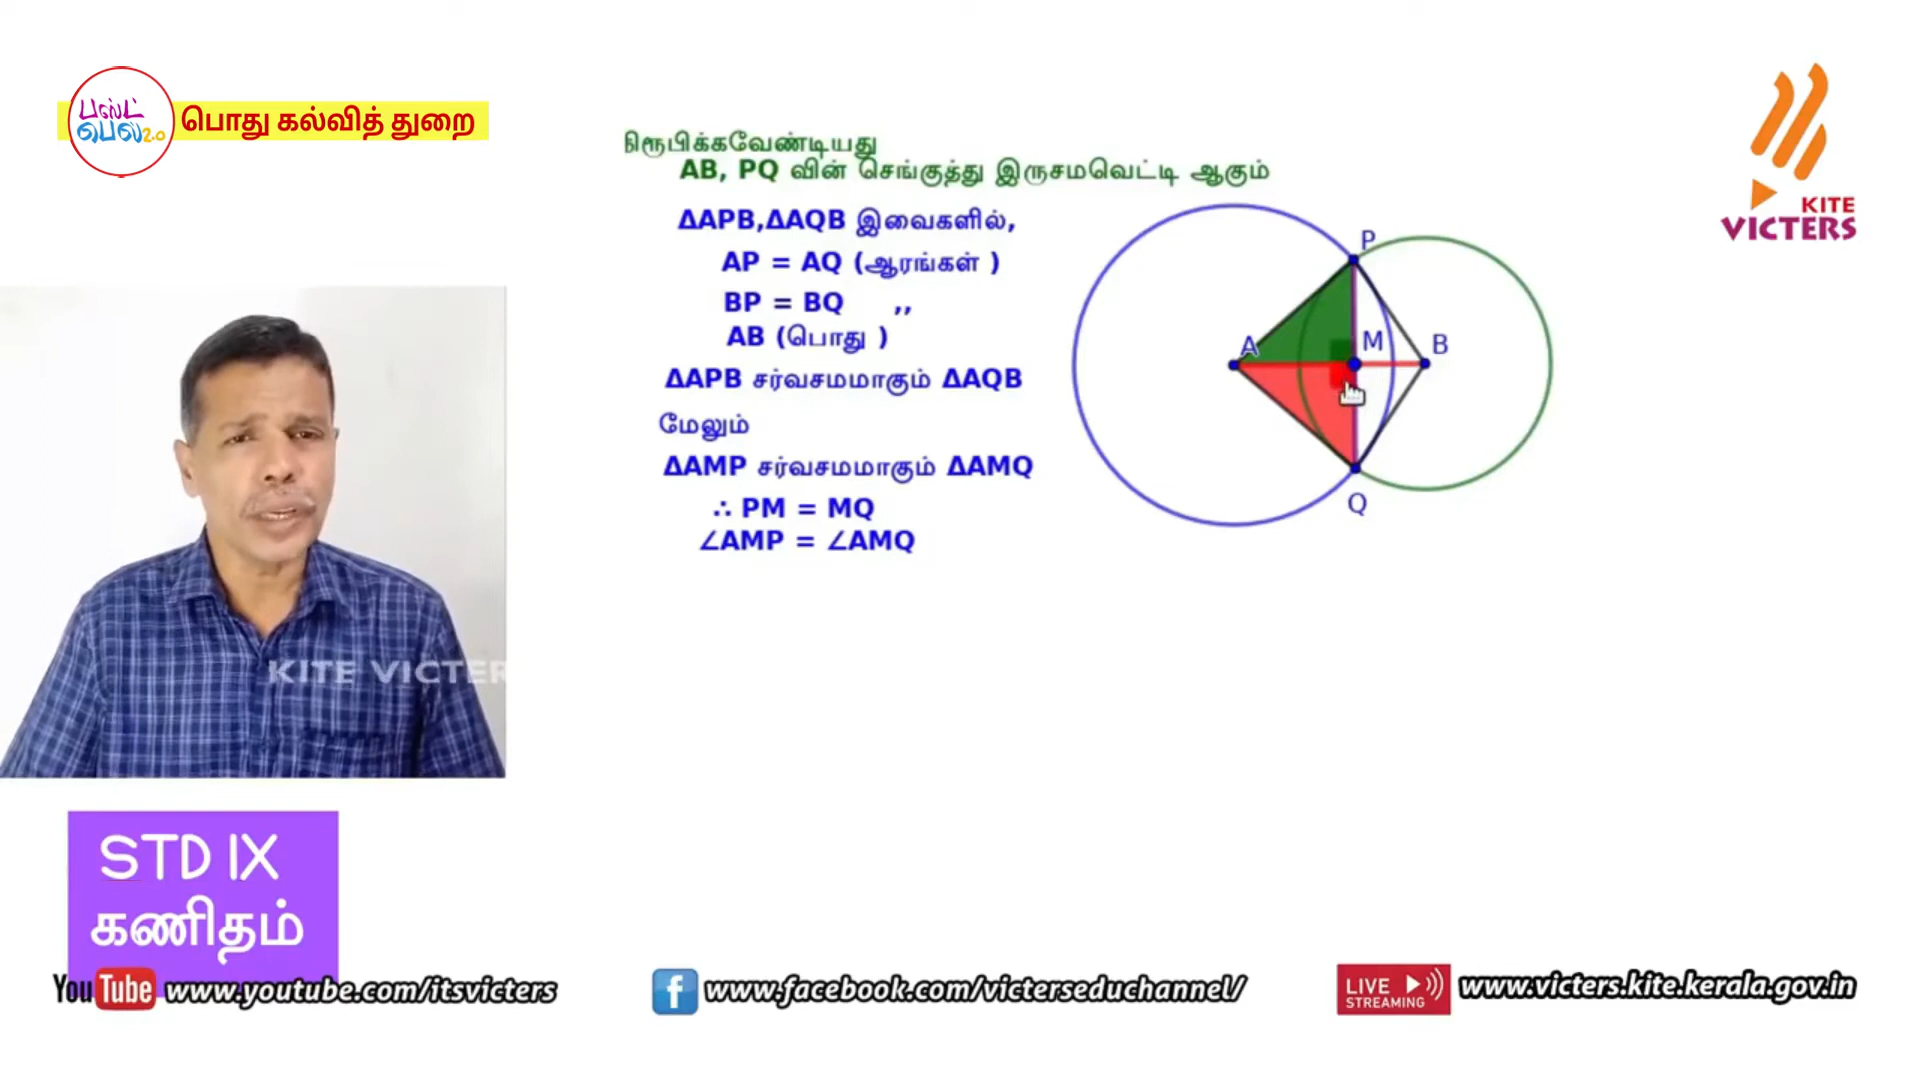 பஸ்ட்
பெல் 2.0
பொது கல்வித் துறை
KITE
VICTERS
நிரூபிக்கவேண்டியது
AB, PQ வின் செங்குத்து இருசமவெட்டி ஆகும்
ΔAPB,ΔAQB இவைகளில்,
AP = AQ (ஆரங்கள் )
BP = BQ ,,
AB (பொது )
ΔAPB சர்வசமமாகும் ΔAQB
மேலும்
ΔAMP சர்வசமமாகும் ΔAMQ
∴ PM = MQ
∠AMP = ∠AMQ
P
A
M
B
Q
KITE VICTER
STD IX
கணிதம்
YouTube www.youtube.com/itsvicters
f www.facebook.com/victerseduchannel/
LIVE STREAMING www.victers.kite.kerala.gov.in